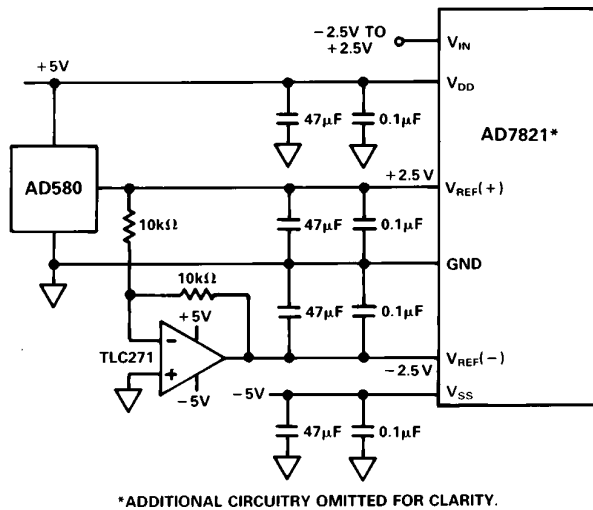 −2.5V TO
+2.5V
V_IN
+5V
V_DD
47μF
0.1μF
AD7821*
AD580
+2.5V
V_REF(+)
10kΩ
47μF
0.1μF
GND
10kΩ
+5V
47μF
0.1μF
−
TLC271
+
V_REF(−)
−2.5V
−5V
−5V
V_SS
47μF
0.1μF
*ADDITIONAL CIRCUITRY OMITTED FOR CLARITY.